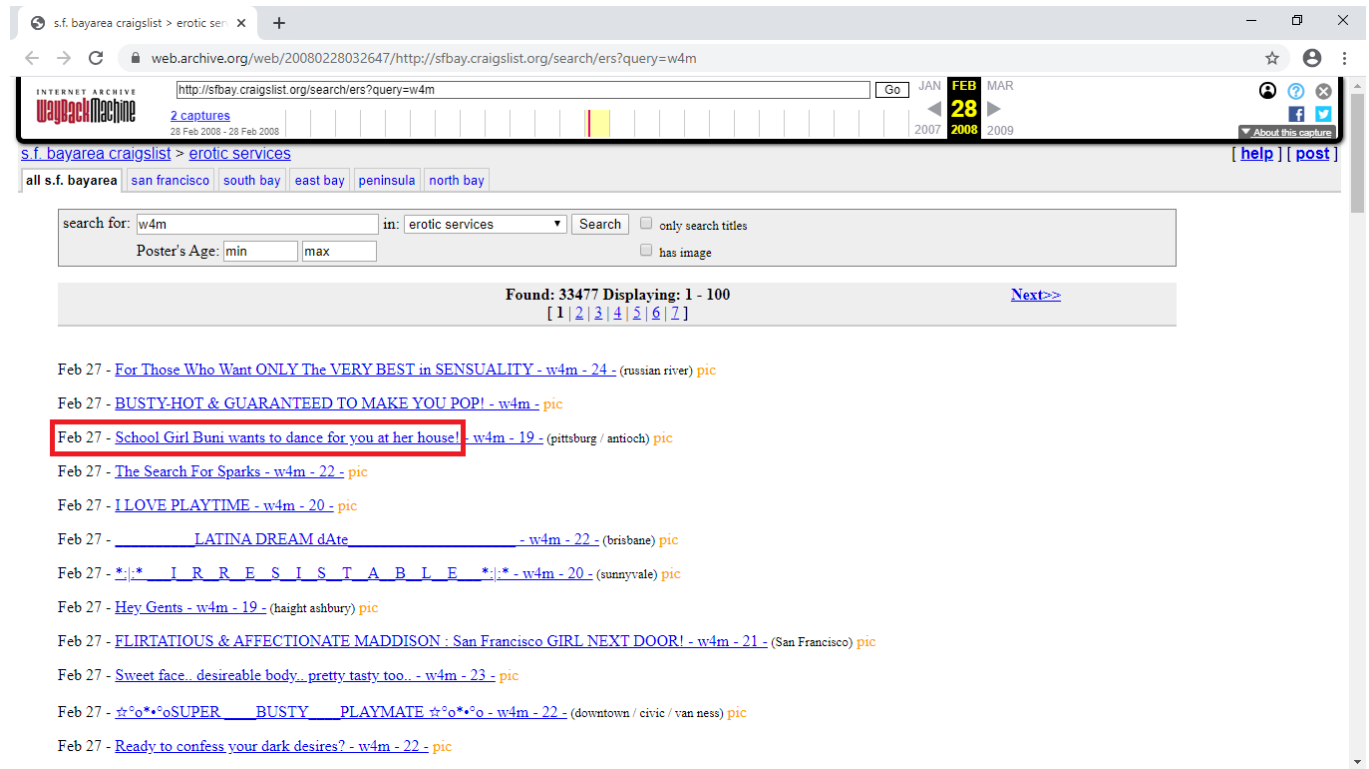 s.f. bayarea craigslist > erotic ser
web.archive.org/web/20080228032647/http://sfbay.craigslist.org/search/ers?query=w4m
INTERNET ARCHIVE
WayBackMachine
http://sfbay.craigslist.org/search/ers?query=w4m Go
2 captures
28 Feb 2008 - 28 Feb 2008
JAN FEB MAR
28
2007 2008 2009
▼ About this capture
s.f. bayarea craigslist > erotic services [ help ] [ post ]
all s.f. bayarea san francisco south bay east bay peninsula north bay
search for: w4m in: erotic services Search only search titles
Poster's Age: min max has image
Found: 33477 Displaying: 1 - 100 Next>>
[ 1 | 2 | 3 | 4 | 5 | 6 | 7 ]
Feb 27 - For Those Who Want ONLY The VERY BEST in SENSUALITY - w4m - 24 - (russian river) pic
Feb 27 - BUSTY-HOT & GUARANTEED TO MAKE YOU POP! - w4m - pic
Feb 27 - School Girl Buni wants to dance for you at her house! - w4m - 19 - (pittsburg / antioch) pic
Feb 27 - The Search For Sparks - w4m - 22 - pic
Feb 27 - I LOVE PLAYTIME - w4m - 20 - pic
Feb 27 - __________LATINA DREAM dAte_____________________ - w4m - 22 - (brisbane) pic
Feb 27 - *:|:* ___I__R__R__E__S__I__S__T__A__B__L__E___*:|:* - w4m - 20 - (sunnyvale) pic
Feb 27 - Hey Gents - w4m - 19 - (haight ashbury) pic
Feb 27 - FLIRTATIOUS & AFFECTIONATE MADDISON : San Francisco GIRL NEXT DOOR! - w4m - 21 - (San Francisco) pic
Feb 27 - Sweet face.. desireable body.. pretty tasty too.. - w4m - 23 - pic
Feb 27 - ☆°o*•°oSUPER ____BUSTY____PLAYMATE ☆°o*•°o - w4m - 22 - (downtown / civic / van ness) pic
Feb 27 - Ready to confess your dark desires? - w4m - 22 - pic